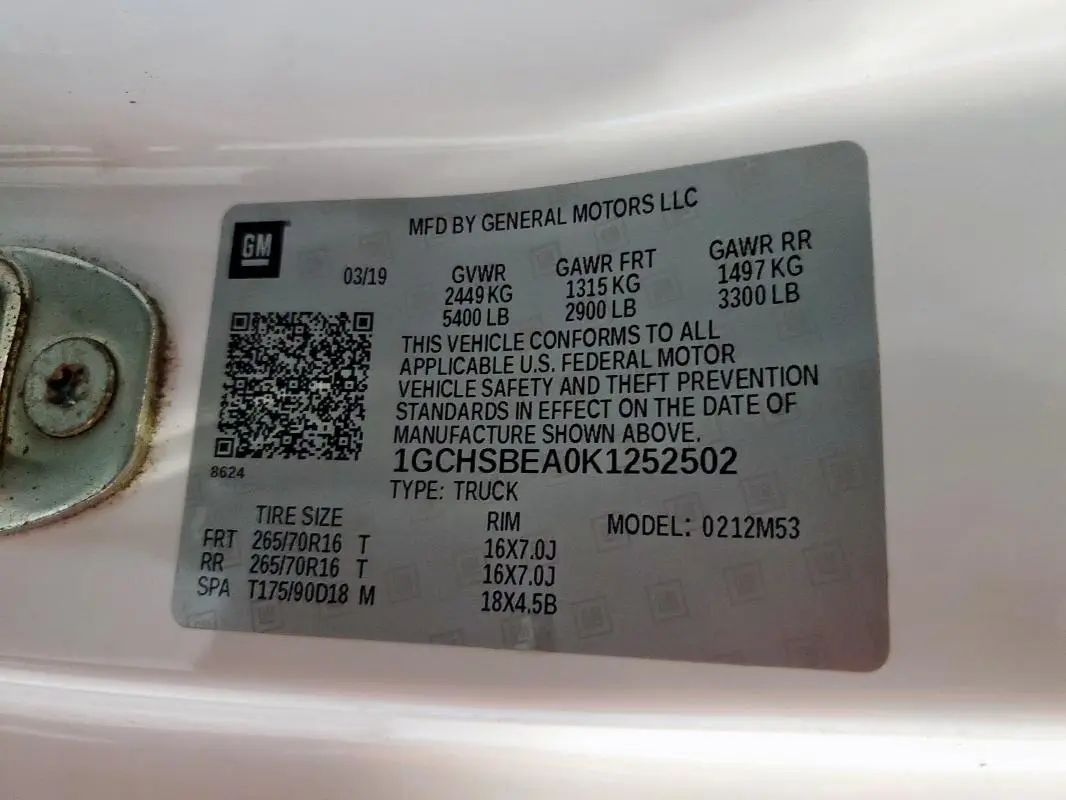 GM
MFD BY GENERAL MOTORS LLC
03/19 GVWR GAWR FRT GAWR RR
2449 KG 1315 KG 1497 KG
5400 LB 2900 LB 3300 LB
THIS VEHICLE CONFORMS TO ALL
APPLICABLE U.S. FEDERAL MOTOR
VEHICLE SAFETY AND THEFT PREVENTION
STANDARDS IN EFFECT ON THE DATE OF
MANUFACTURE SHOWN ABOVE.
8624
1GCHSBEA0K1252502
TYPE: TRUCK
TIRE SIZE RIM MODEL: 0212M53
FRT 265/70R16 T 16X7.0J
RR 265/70R16 T 16X7.0J
SPA T175/90D18 M 18X4.5B